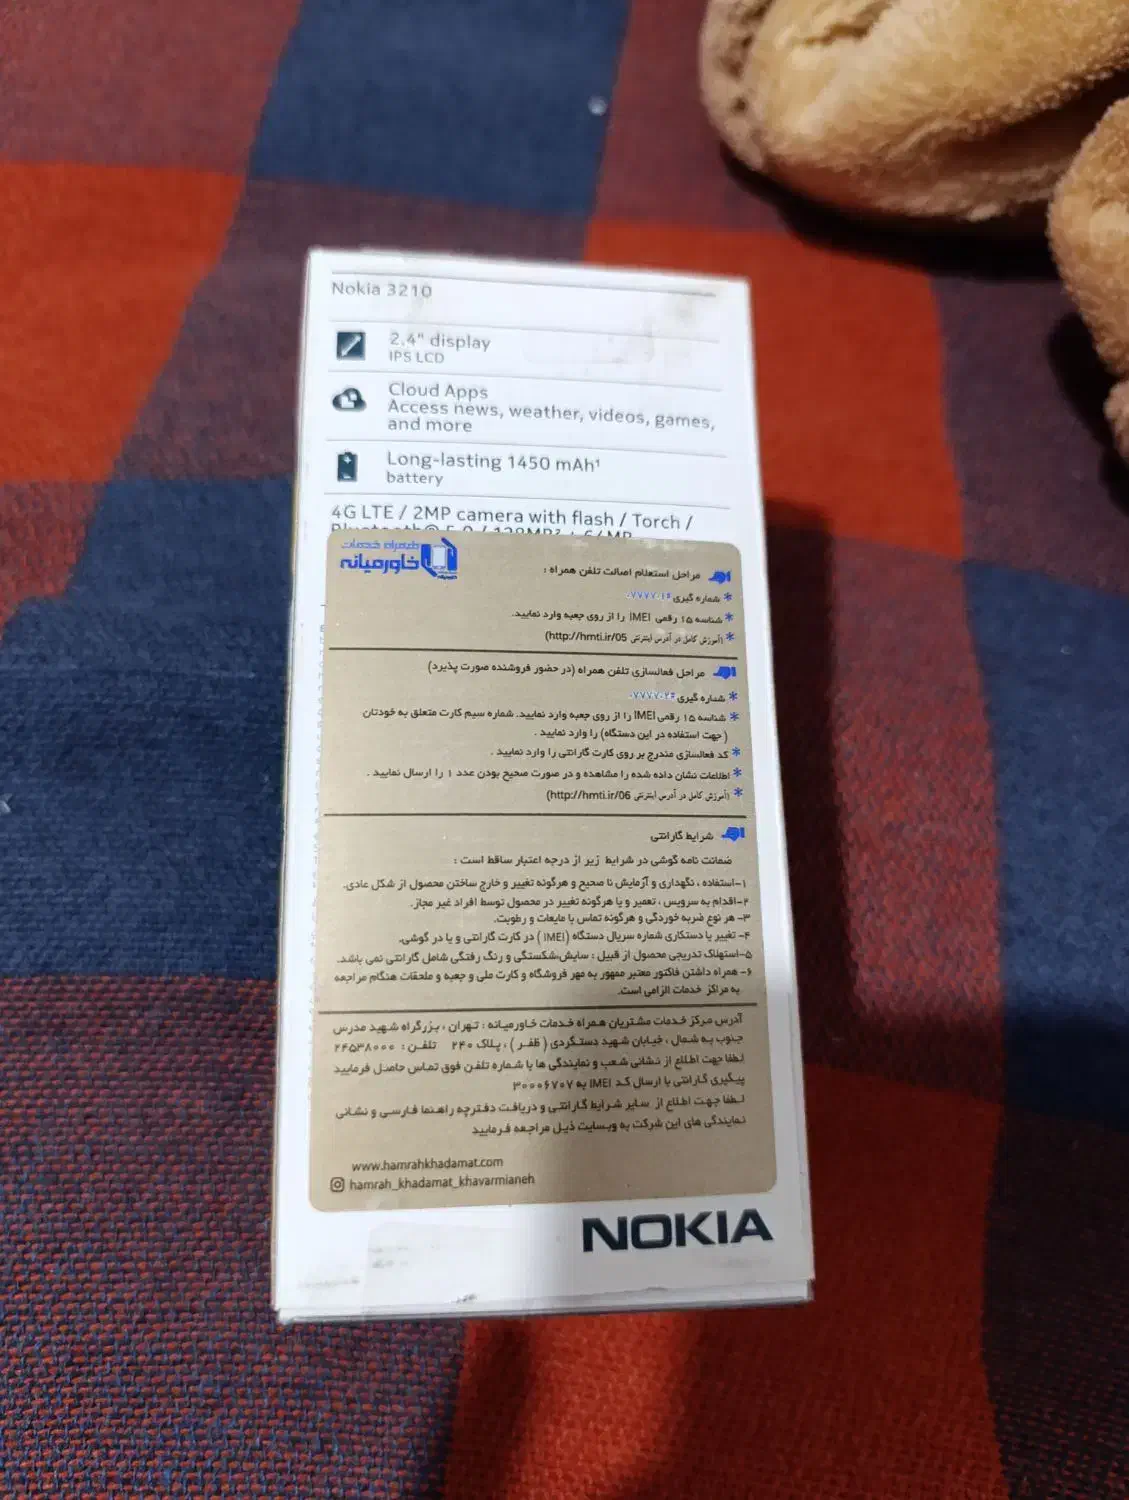 Nokia 3210
2.4" display
IPS LCD
Cloud Apps
Access news, weather, videos, games,
and more
Long-lasting 1450 mAh¹
battery
4G LTE / 2MP camera with flash / Torch /
همراه خدمات
خاورمیانه
مراحل استعلام اصالت تلفن همراه :
* شماره گیری
* شناسه ۱۵ رقمی IMEI را از روی جعبه وارد نمایید.
* (آموزش کامل در آدرس اینترنتی http://hmti.ir/05)
مراحل فعالسازی تلفن همراه (در حضور فروشنده صورت پذیرد)
* شماره گیری
* شناسه ۱۵ رقمی IMEI را از روی جعبه وارد نمایید. شماره سیم کارت متعلق به خودتان
(جهت استفاده در این دستگاه) را وارد نمایید .
* کد فعالسازی مندرج بر روی کارت گارانتی را وارد نمایید .
* اطلاعات نشان داده شده را مشاهده و در صورت صحیح بودن عدد ۱ را ارسال نمایید .
* (آموزش کامل در آدرس اینترنتی http://hmti.ir/06)
شرایط گارانتی
ضمانت نامه گوشی در شرایط زیر از درجه اعتبار ساقط است :
۱-استفاده ، نگهداری و آزمایش نا صحیح و هرگونه تغییر و خارج ساختن محصول از شکل عادی.
۲-اقدام به سرویس ، تعمیر و یا هرگونه تغییر در محصول توسط افراد غیر مجاز.
۳- هر نوع ضربه خوردگی و هرگونه تماس با مایعات و رطوبت.
۴- تغییر یا دستکاری شماره سریال دستگاه (IMEI) در کارت گارانتی و یا در گوشی.
۵-استهلاک تدریجی محصول از قبیل : سایش،شکستگی و رنگ رفتگی شامل گارانتی نمی باشد.
۶- همراه داشتن فاکتور معتبر ممهور به مهر فروشگاه و کارت ملی و جعبه و ملحقات هنگام مراجعه
به مراکز خدمات الزامی است.
آدرس مرکز خدمات مشتریان همراه خدمات خاورمیانه : تهران ، بزرگراه شهید مدرس
جنوب به شمال ، خیابان شهید دستگردی ( ظفر ) ، پلاک ۲۴۰ تلفن : ۲۴۵۳۸۰۰۰
لطفا جهت اطلاع از نشانی شعب و نمایندگی ها با شماره تلفن فوق تماس حاصل فرمایید
پیگیری گارانتی با ارسال کد IMEI به ۳۰۰۰۶۷۰۷
لطفا جهت اطلاع از سایر شرایط گارانتی و دریافت دفترچه راهنما فارسی و نشانی
نمایندگی های این شرکت به وبسایت ذیل مراجعه فرمایید
www.hamrahkhadamat.com
hamrah_khadamat_khavarmianeh
NOKIA